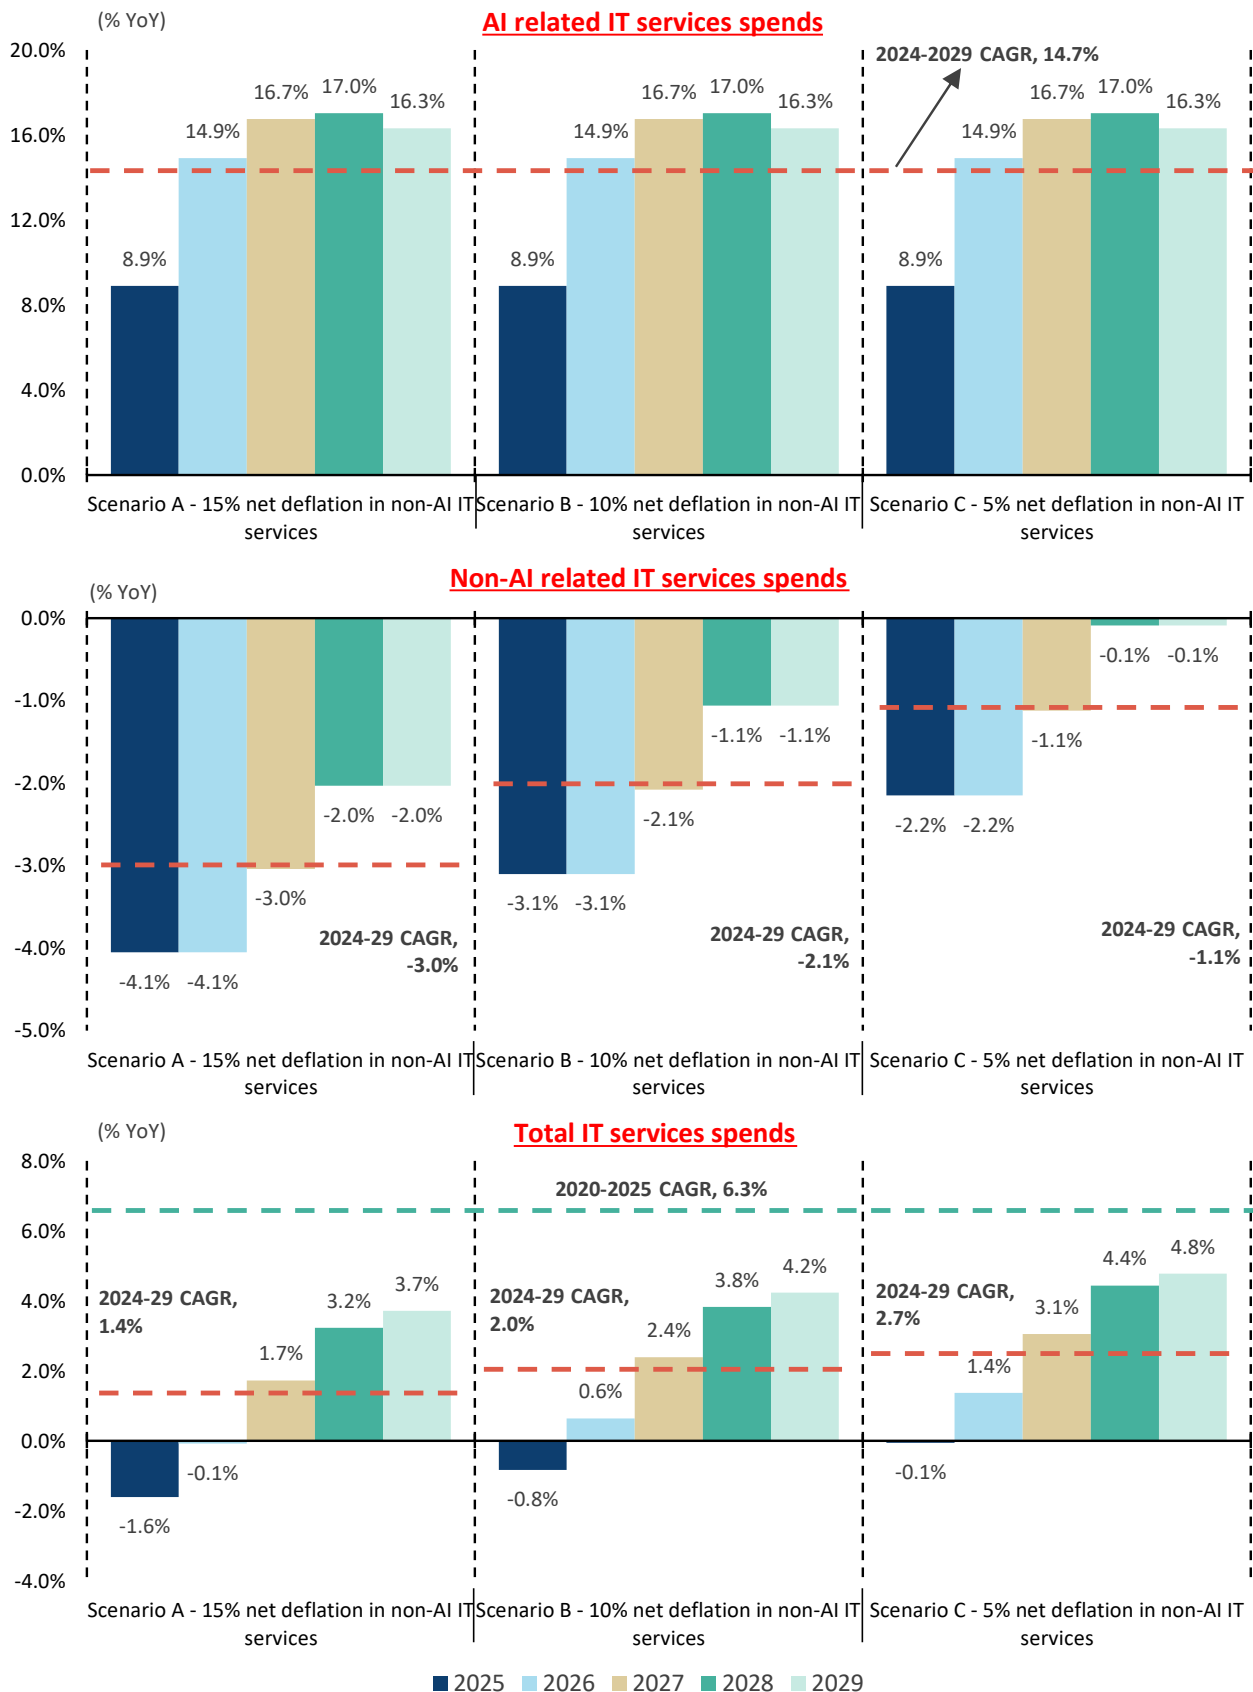 (% YoY)
AI related IT services spends
20.0%
16.0%
12.0%
8.0%
4.0%
0.0%
2024-2029 CAGR, 14.7%
8.9%
14.9%
16.7%
17.0%
16.3%
8.9%
14.9%
16.7%
17.0%
16.3%
8.9%
14.9%
16.7%
17.0%
16.3%
Scenario A - 15% net deflation in non-AI IT
services
Scenario B - 10% net deflation in non-AI IT
services
Scenario C - 5% net deflation in non-AI IT
services
(% YoY)
Non-AI related IT services spends
0.0%
-1.0%
-2.0%
-3.0%
-4.0%
-5.0%
-4.1%
-4.1%
-3.0%
-2.0%
-2.0%
2024-29 CAGR,
-3.0%
-3.1%
-3.1%
-2.1%
-1.1%
-1.1%
2024-29 CAGR,
-2.1%
-2.2%
-2.2%
-1.1%
-0.1%
-0.1%
2024-29 CAGR,
-1.1%
Scenario A - 15% net deflation in non-AI IT
services
Scenario B - 10% net deflation in non-AI IT
services
Scenario C - 5% net deflation in non-AI IT
services
(% YoY)
Total IT services spends
8.0%
6.0%
4.0%
2.0%
0.0%
-2.0%
-4.0%
2020-2025 CAGR, 6.3%
2024-29 CAGR,
1.4%
-1.6%
-0.1%
1.7%
3.2%
3.7%
2024-29 CAGR,
2.0%
-0.8%
0.6%
2.4%
3.8%
4.2%
2024-29 CAGR,
2.7%
-0.1%
1.4%
3.1%
4.4%
4.8%
Scenario A - 15% net deflation in non-AI IT
services
Scenario B - 10% net deflation in non-AI IT
services
Scenario C - 5% net deflation in non-AI IT
services
2025 2026 2027 2028 2029